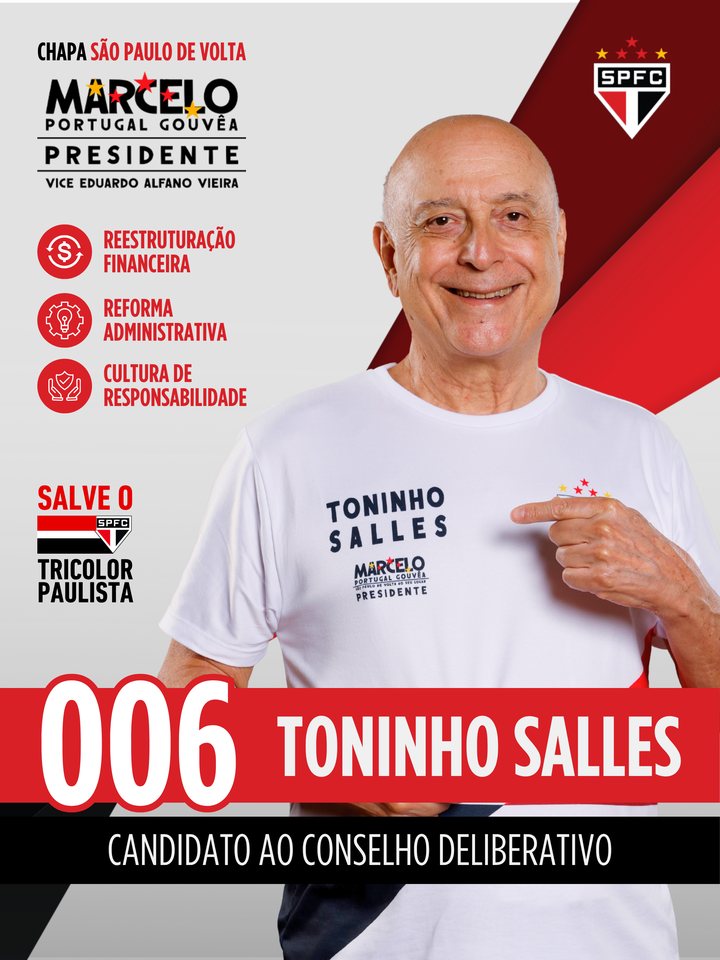 CHAPA SÃO PAULO DE VOLTA
MARCELO
PORTUGAL GOUVÊA
PRESIDENTE
VICE EDUARDO ALFANO VIEIRA
SPFC
REESTRUTURAÇÃO
FINANCEIRA
REFORMA
ADMINISTRATIVA
CULTURA DE
RESPONSABILIDADE
SALVE O
SPFC
TRICOLOR
PAULISTA
TONINHO
SALLES
MARCELO
PORTUGAL GOUVÊA
PRESIDENTE
006 TONINHO SALLES
CANDIDATO AO CONSELHO DELIBERATIVO